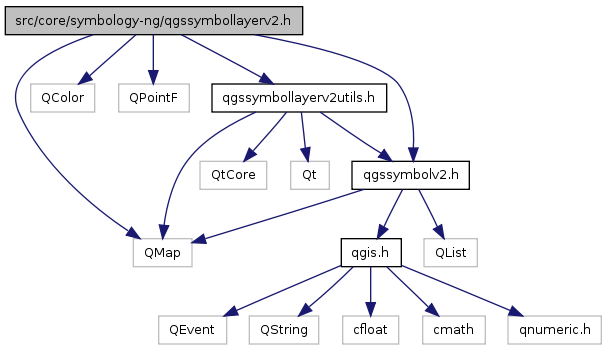 src/core/symbology-ng/qgssymbollayerv2.h
QColor
QPointF
qgssymbollayerv2utils.h
QtCore
Qt
qgssymbolv2.h
QMap
qgis.h
QList
QEvent
QString
cfloat
cmath
qnumeric.h